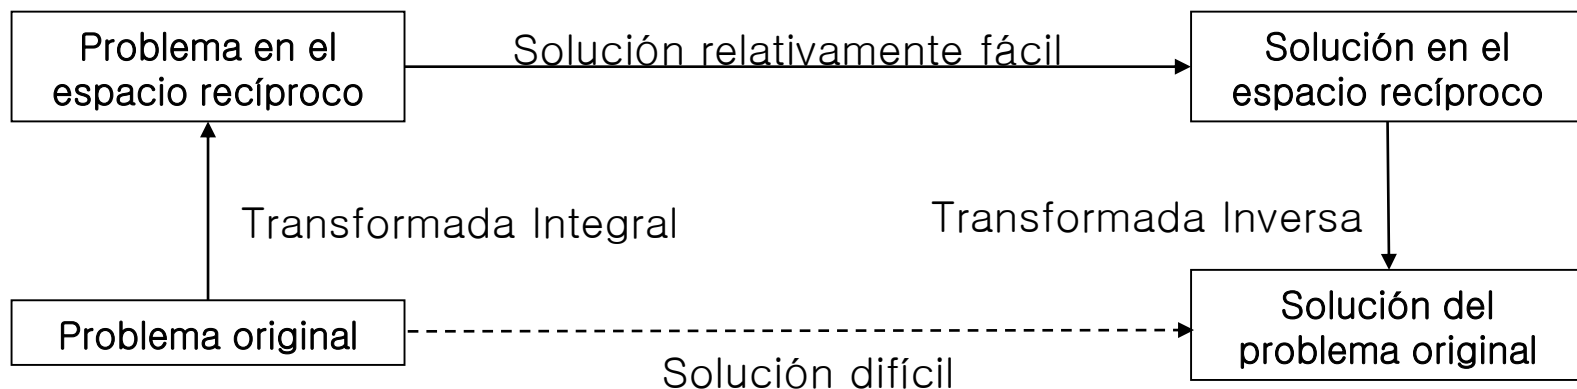 Problema en el
espacio recíproco
Solución relativamente fácil
Solución en el
espacio recíproco
Transformada Integral
Transformada Inversa
Problema original
Solución difícil
Solución del
problema original